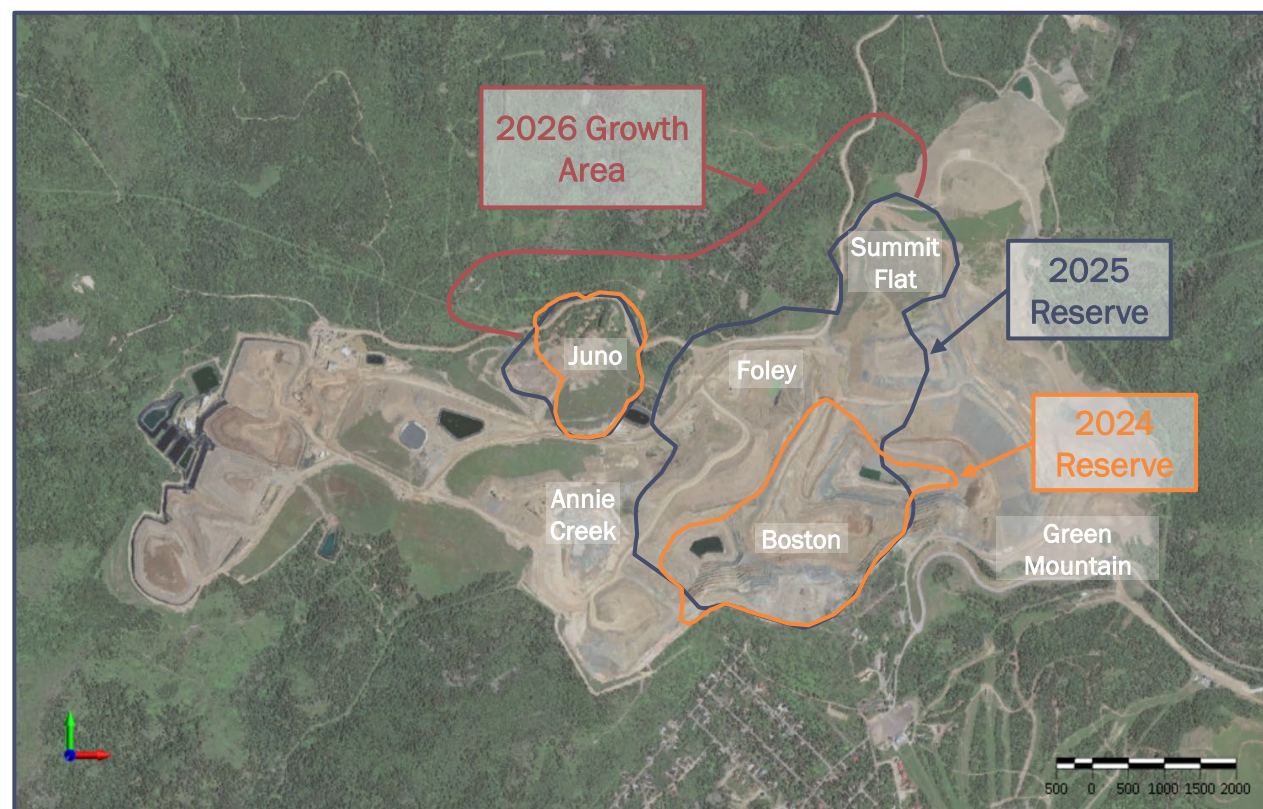 2026 Growth
Area
Summit
Flat
2025
Reserve
Juno
Foley
2024
Reserve
Annie
Creek
Boston
Green
Mountain
500 0 500 1000 1500 2000